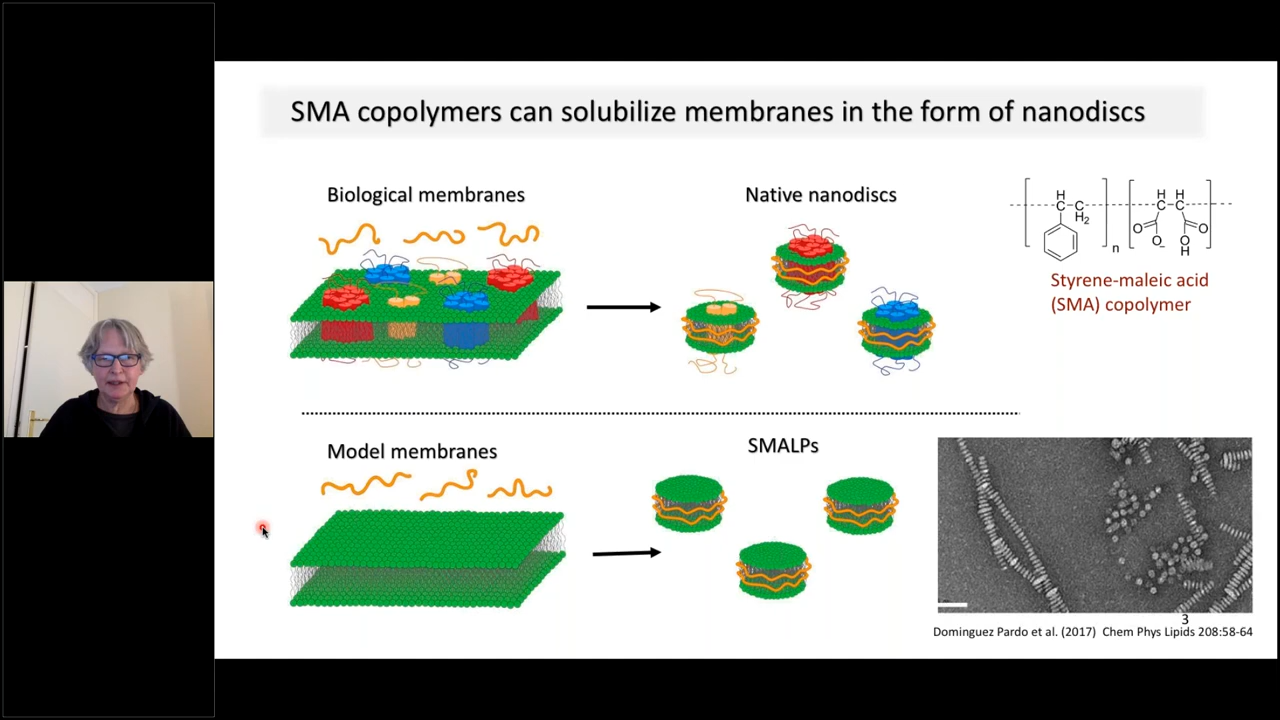 SMA copolymers can solubilize membranes in the form of nanodiscs
Biological membranes
Native nanodiscs
H H H
C C C C
H2
O O
O- O
H
n
Styrene-maleic acid
(SMA) copolymer
Model membranes
SMALPs
3
Dominguez Pardo et al. (2017) Chem Phys Lipids 208:58-64